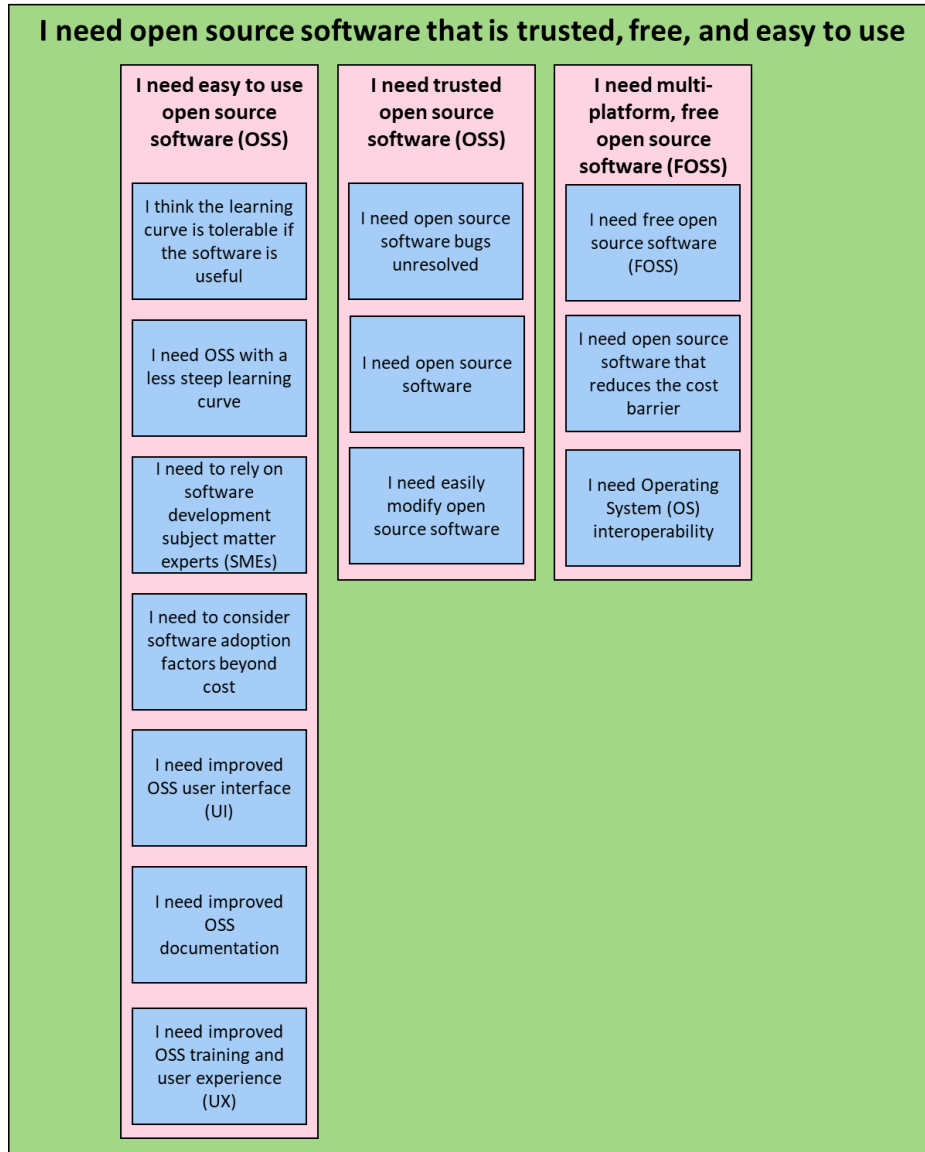 I need open source software that is trusted, free, and easy to use
I need easy to use
open source
software (OSS)
I think the learning
curve is tolerable if
the software is
useful
I need OSS with a
less steep learning
curve
I need to rely on
software
development
subject matter
experts (SMEs)
I need to consider
software adoption
factors beyond
cost
I need improved
OSS user interface
(UI)
I need improved
OSS
documentation
I need improved
OSS training and
user experience
(UX)
I need trusted
open source
software (OSS)
I need open source
software bugs
unresolved
I need open source
software
I need easily
modify open
source software
I need multi-
platform, free
open source
software (FOSS)
I need free open
source software
(FOSS)
I need open source
software that
reduces the cost
barrier
I need Operating
System (OS)
interoperability